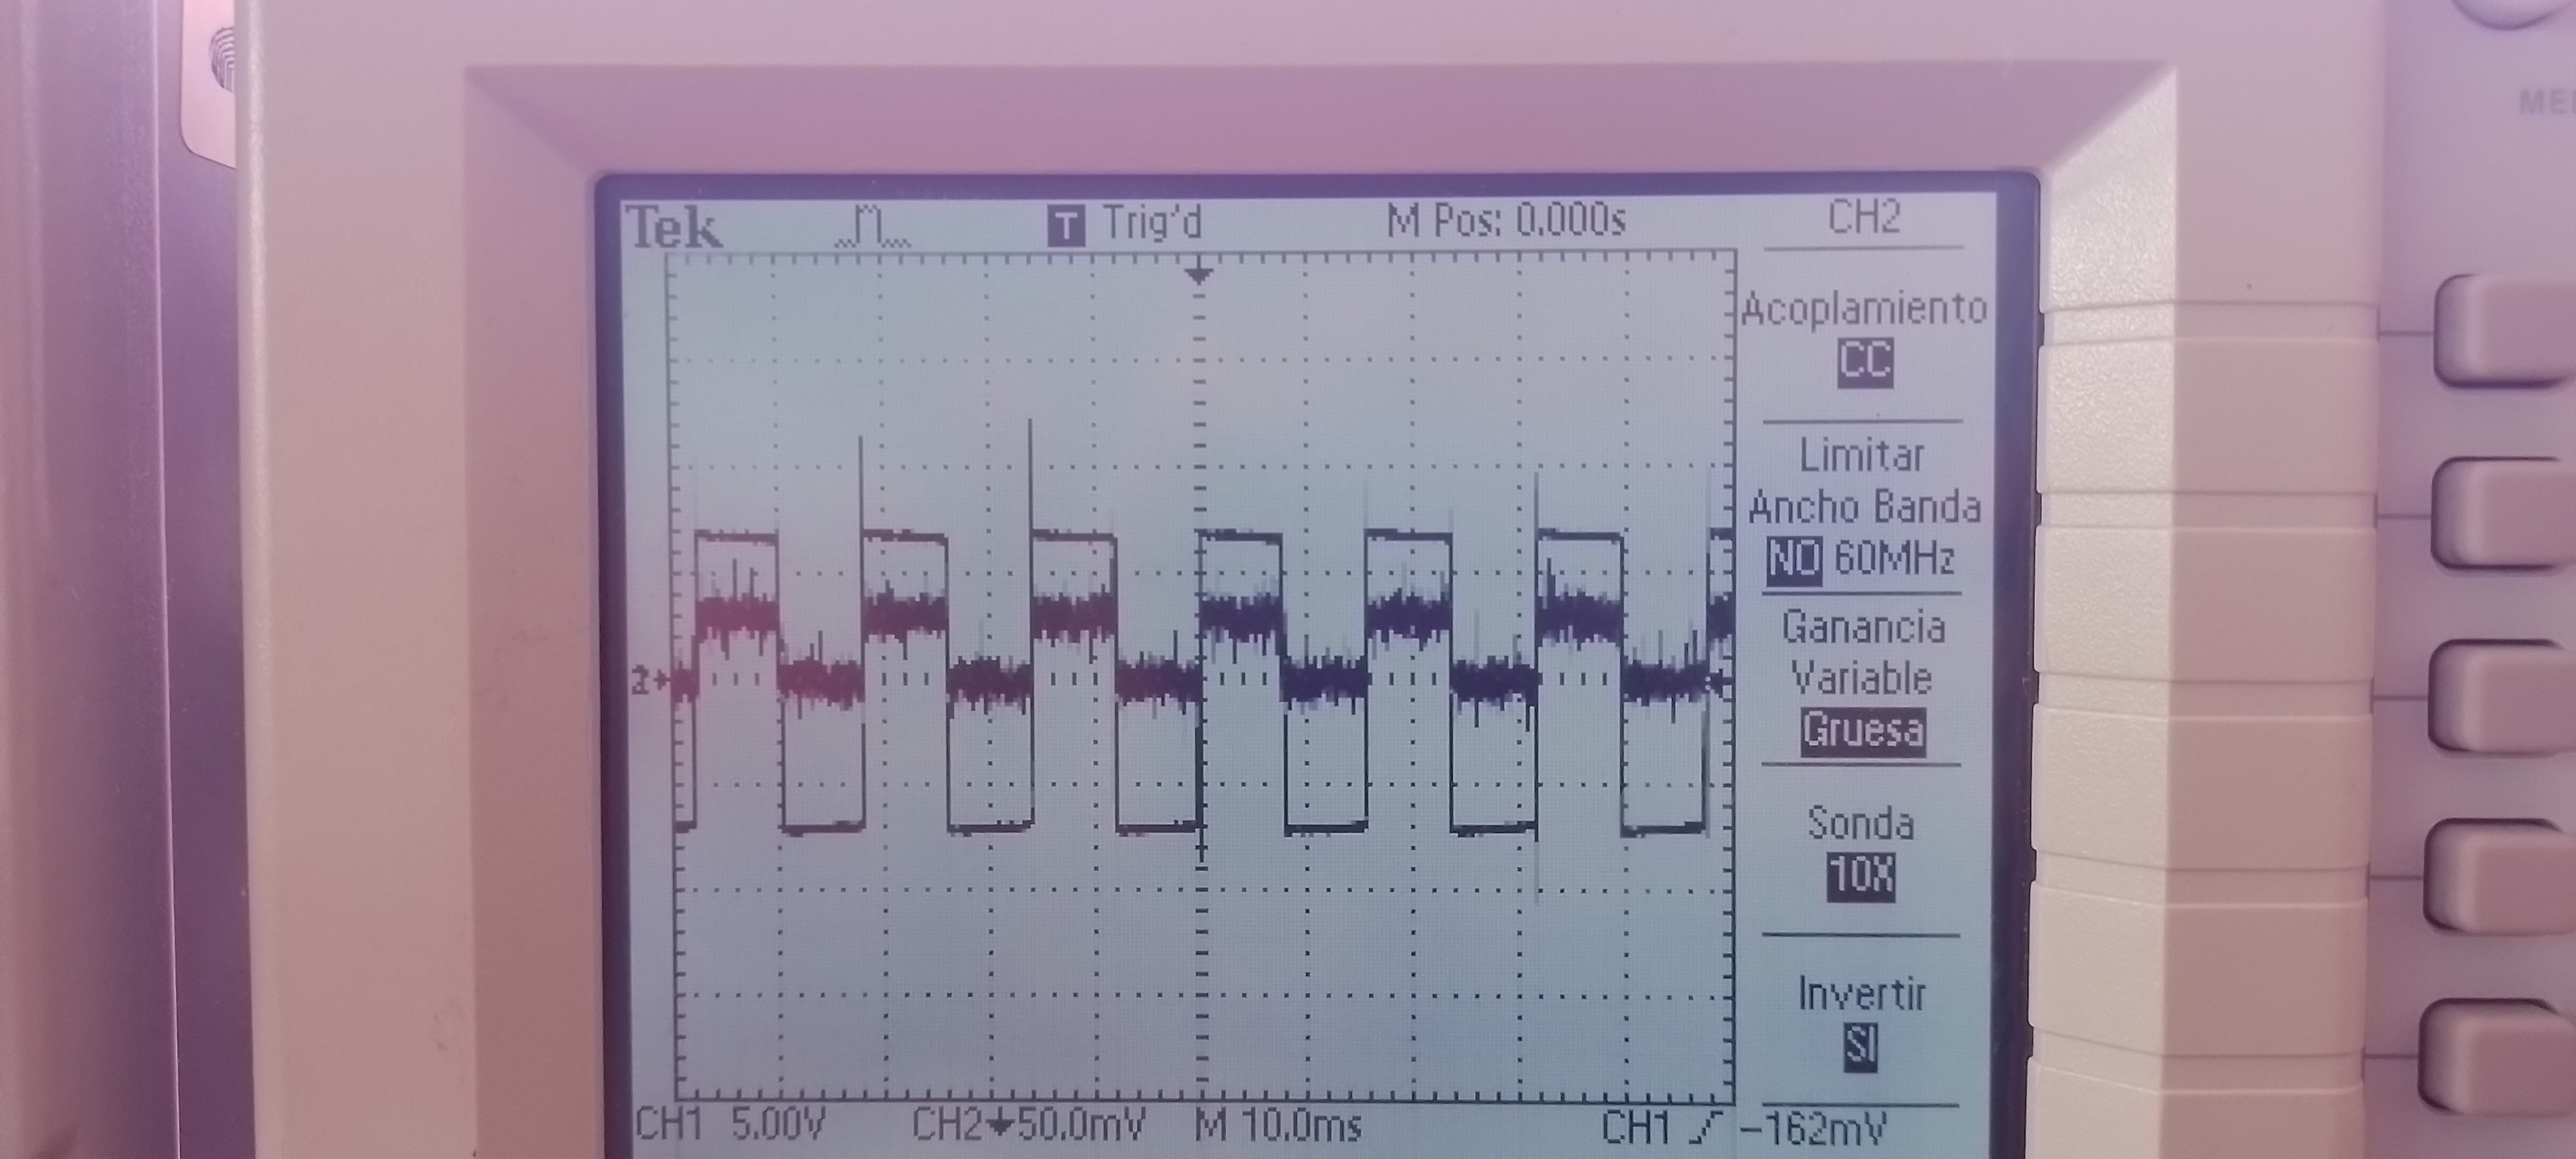 Tek T Trig'd M Pos: 0.000s CH2
Acoplamiento
CC
Limitar
Ancho Banda
NO 60MHz
Ganancia
Variable
Gruesa
2
Sonda
10X
Invertir
SI
CH1 5.00V CH2 50.0mV M 10.0ms CH1 -162mV